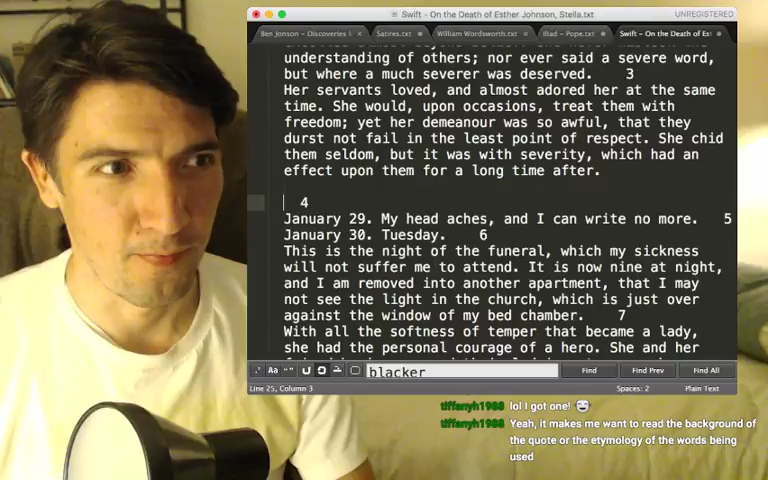 Swift - On the Death of Esther Johnson, Stella.txt
UNREGISTERED
Ben Jonson – Discoveries
Satires.txt
William Wordsworth.txt
Iliad – Pope.txt
Swift – On the Death of Es
understanding of others; nor ever said a severe word,
but where a much severer was deserved. 3
Her servants loved, and almost adored her at the same
time. She would, upon occasions, treat them with
freedom; yet her demeanour was so awful, that they
durst not fail in the least point of respect. She chid
them seldom, but it was with severity, which had an
effect upon them for a long time after.
4
January 29. My head aches, and I can write no more. 5
January 30. Tuesday. 6
This is the night of the funeral, which my sickness
will not suffer me to attend. It is now nine at night,
and I am removed into another apartment, that I may
not see the light in the church, which is just over
against the window of my bed chamber. 7
With all the softness of temper that became a lady,
she had the personal courage of a hero. She and her
.* Aa “”
blacker
Find
Find Prev
Find All
Line 25, Column 3
Spaces: 2
Plain Text
tiffanyh1988 lol I got one!
tiffanyh1988 Yeah, it makes me want to read the background of
the quote or the etymology of the words being
used